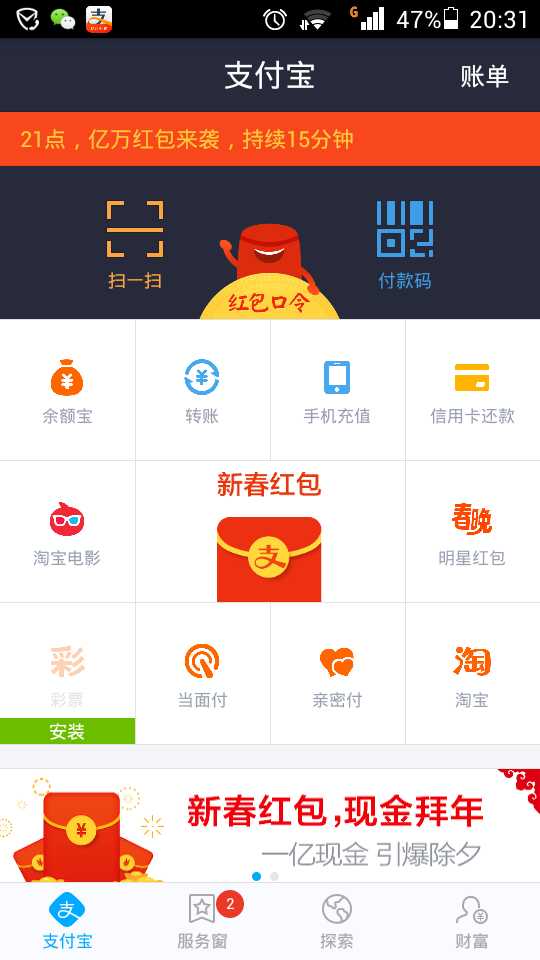 G 47% 20:31
支付宝
账单
21点，亿万红包来袭，持续15分钟
扫一扫
红包口令
付款码
余额宝
转账
手机充值
信用卡还款
淘宝电影
新春红包
支
春晚
明星红包
彩
彩票
安装
当面付
亲密付
淘
淘宝
新春红包,现金拜年
一亿现金 引爆除夕
支
支付宝
2
服务窗
探索
财富